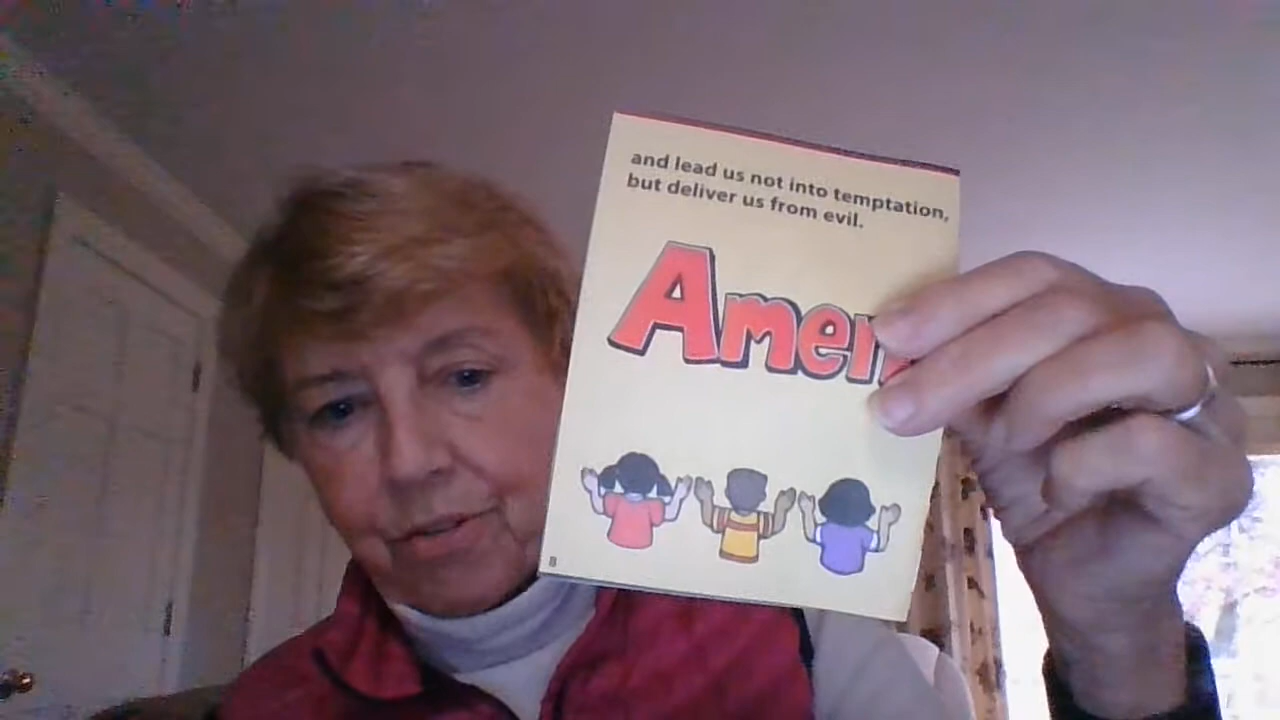 and lead us not into temptation,
but deliver us from evil.
Amen
8